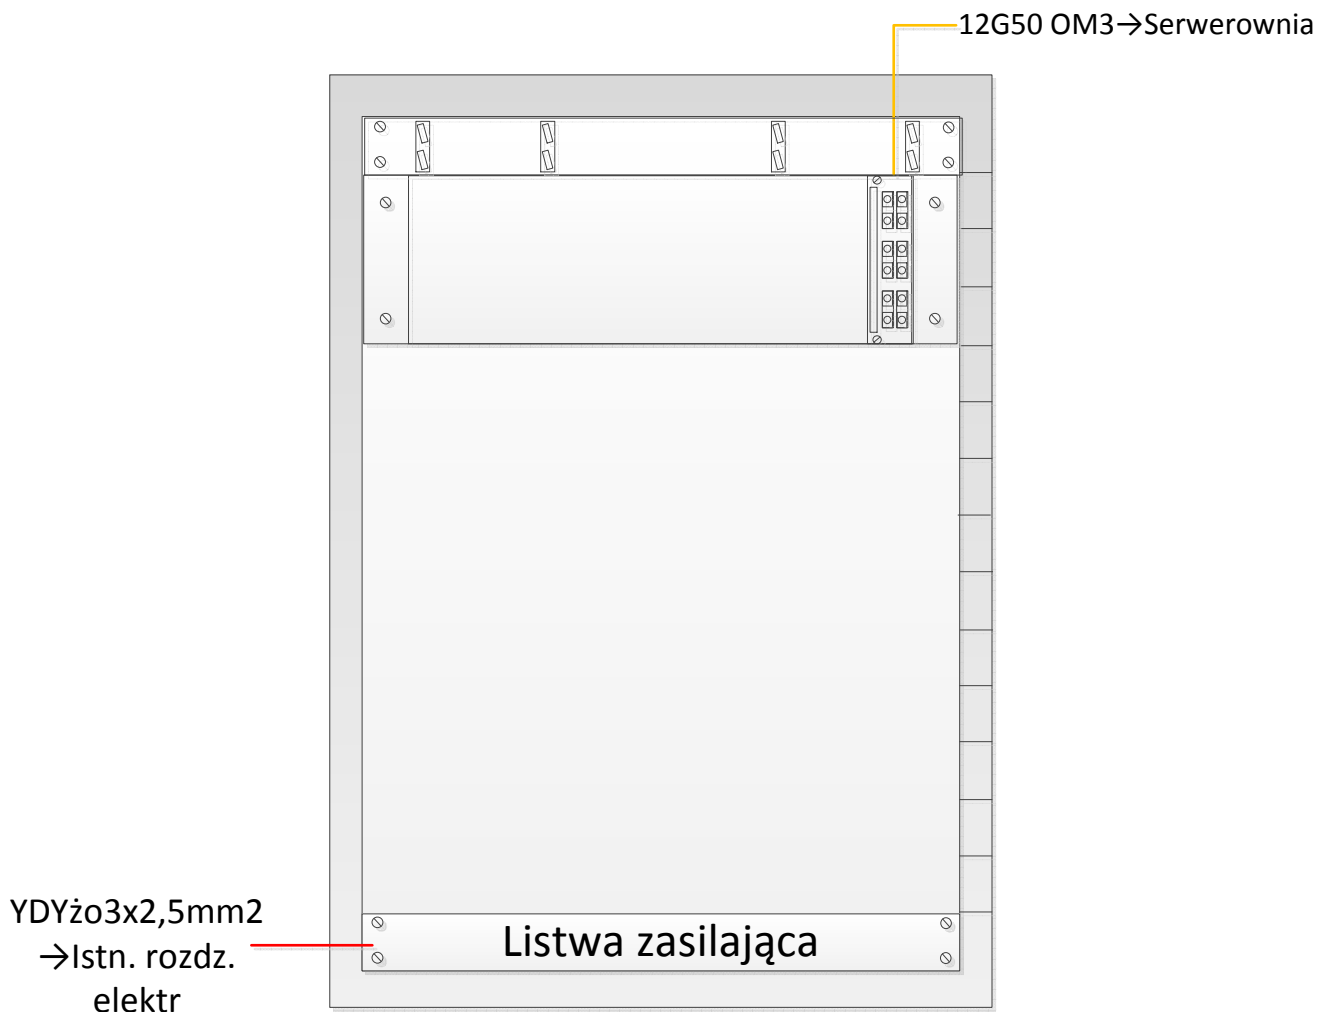 12G50 OM3→Serwerownia
YDYżo3x2,5mm2
→Istn. rozdz.
elektr
Listwa zasilająca